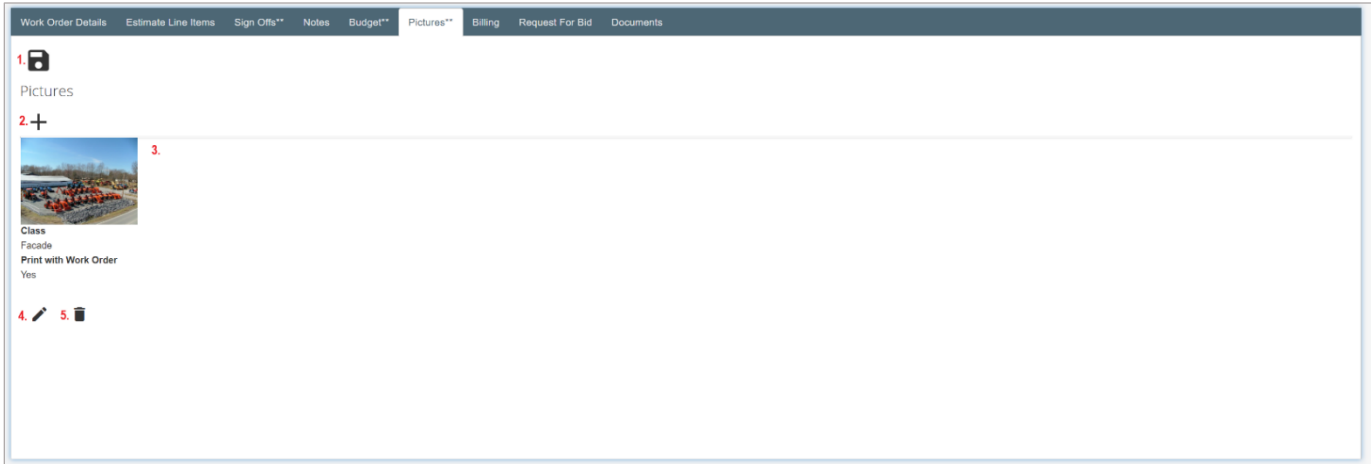 Work Order Details Estimate Line Items Sign Offs** Notes Budget** Pictures** Billing Request For Bid Documents
1.
Pictures
2.
3.
Class
Facade
Print with Work Order
Yes
4. 5.